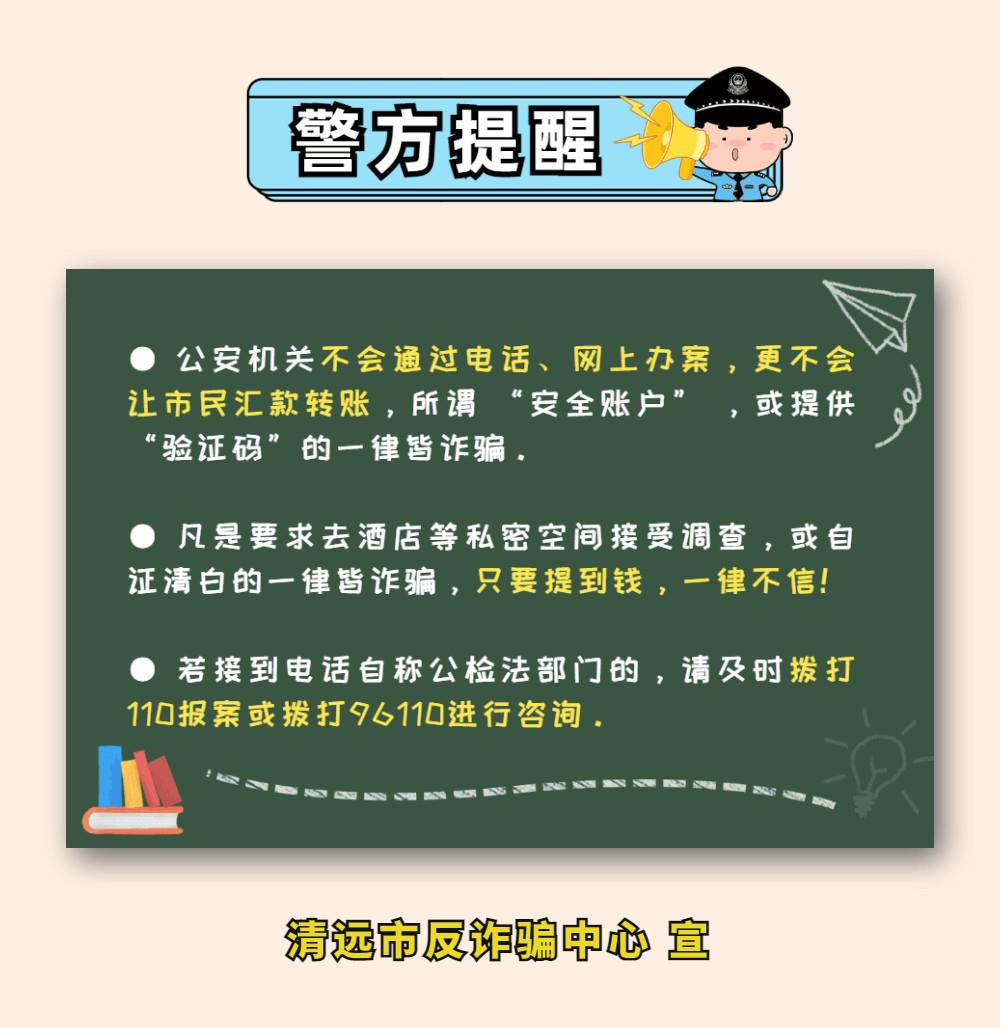 警方提醒
● 公安机关不会通过电话、网上办案，更不会
让市民汇款转账，所谓“安全账户”，或提供
“验证码”的一律皆诈骗．
● 凡是要求去酒店等私密空间接受调查，或自
证清白的一律皆诈骗，只要提到钱，一律不信！
● 若接到电话自称公检法部门的，请及时拨打
110报案或拨打96110进行咨询．
清远市反诈骗中心 宣